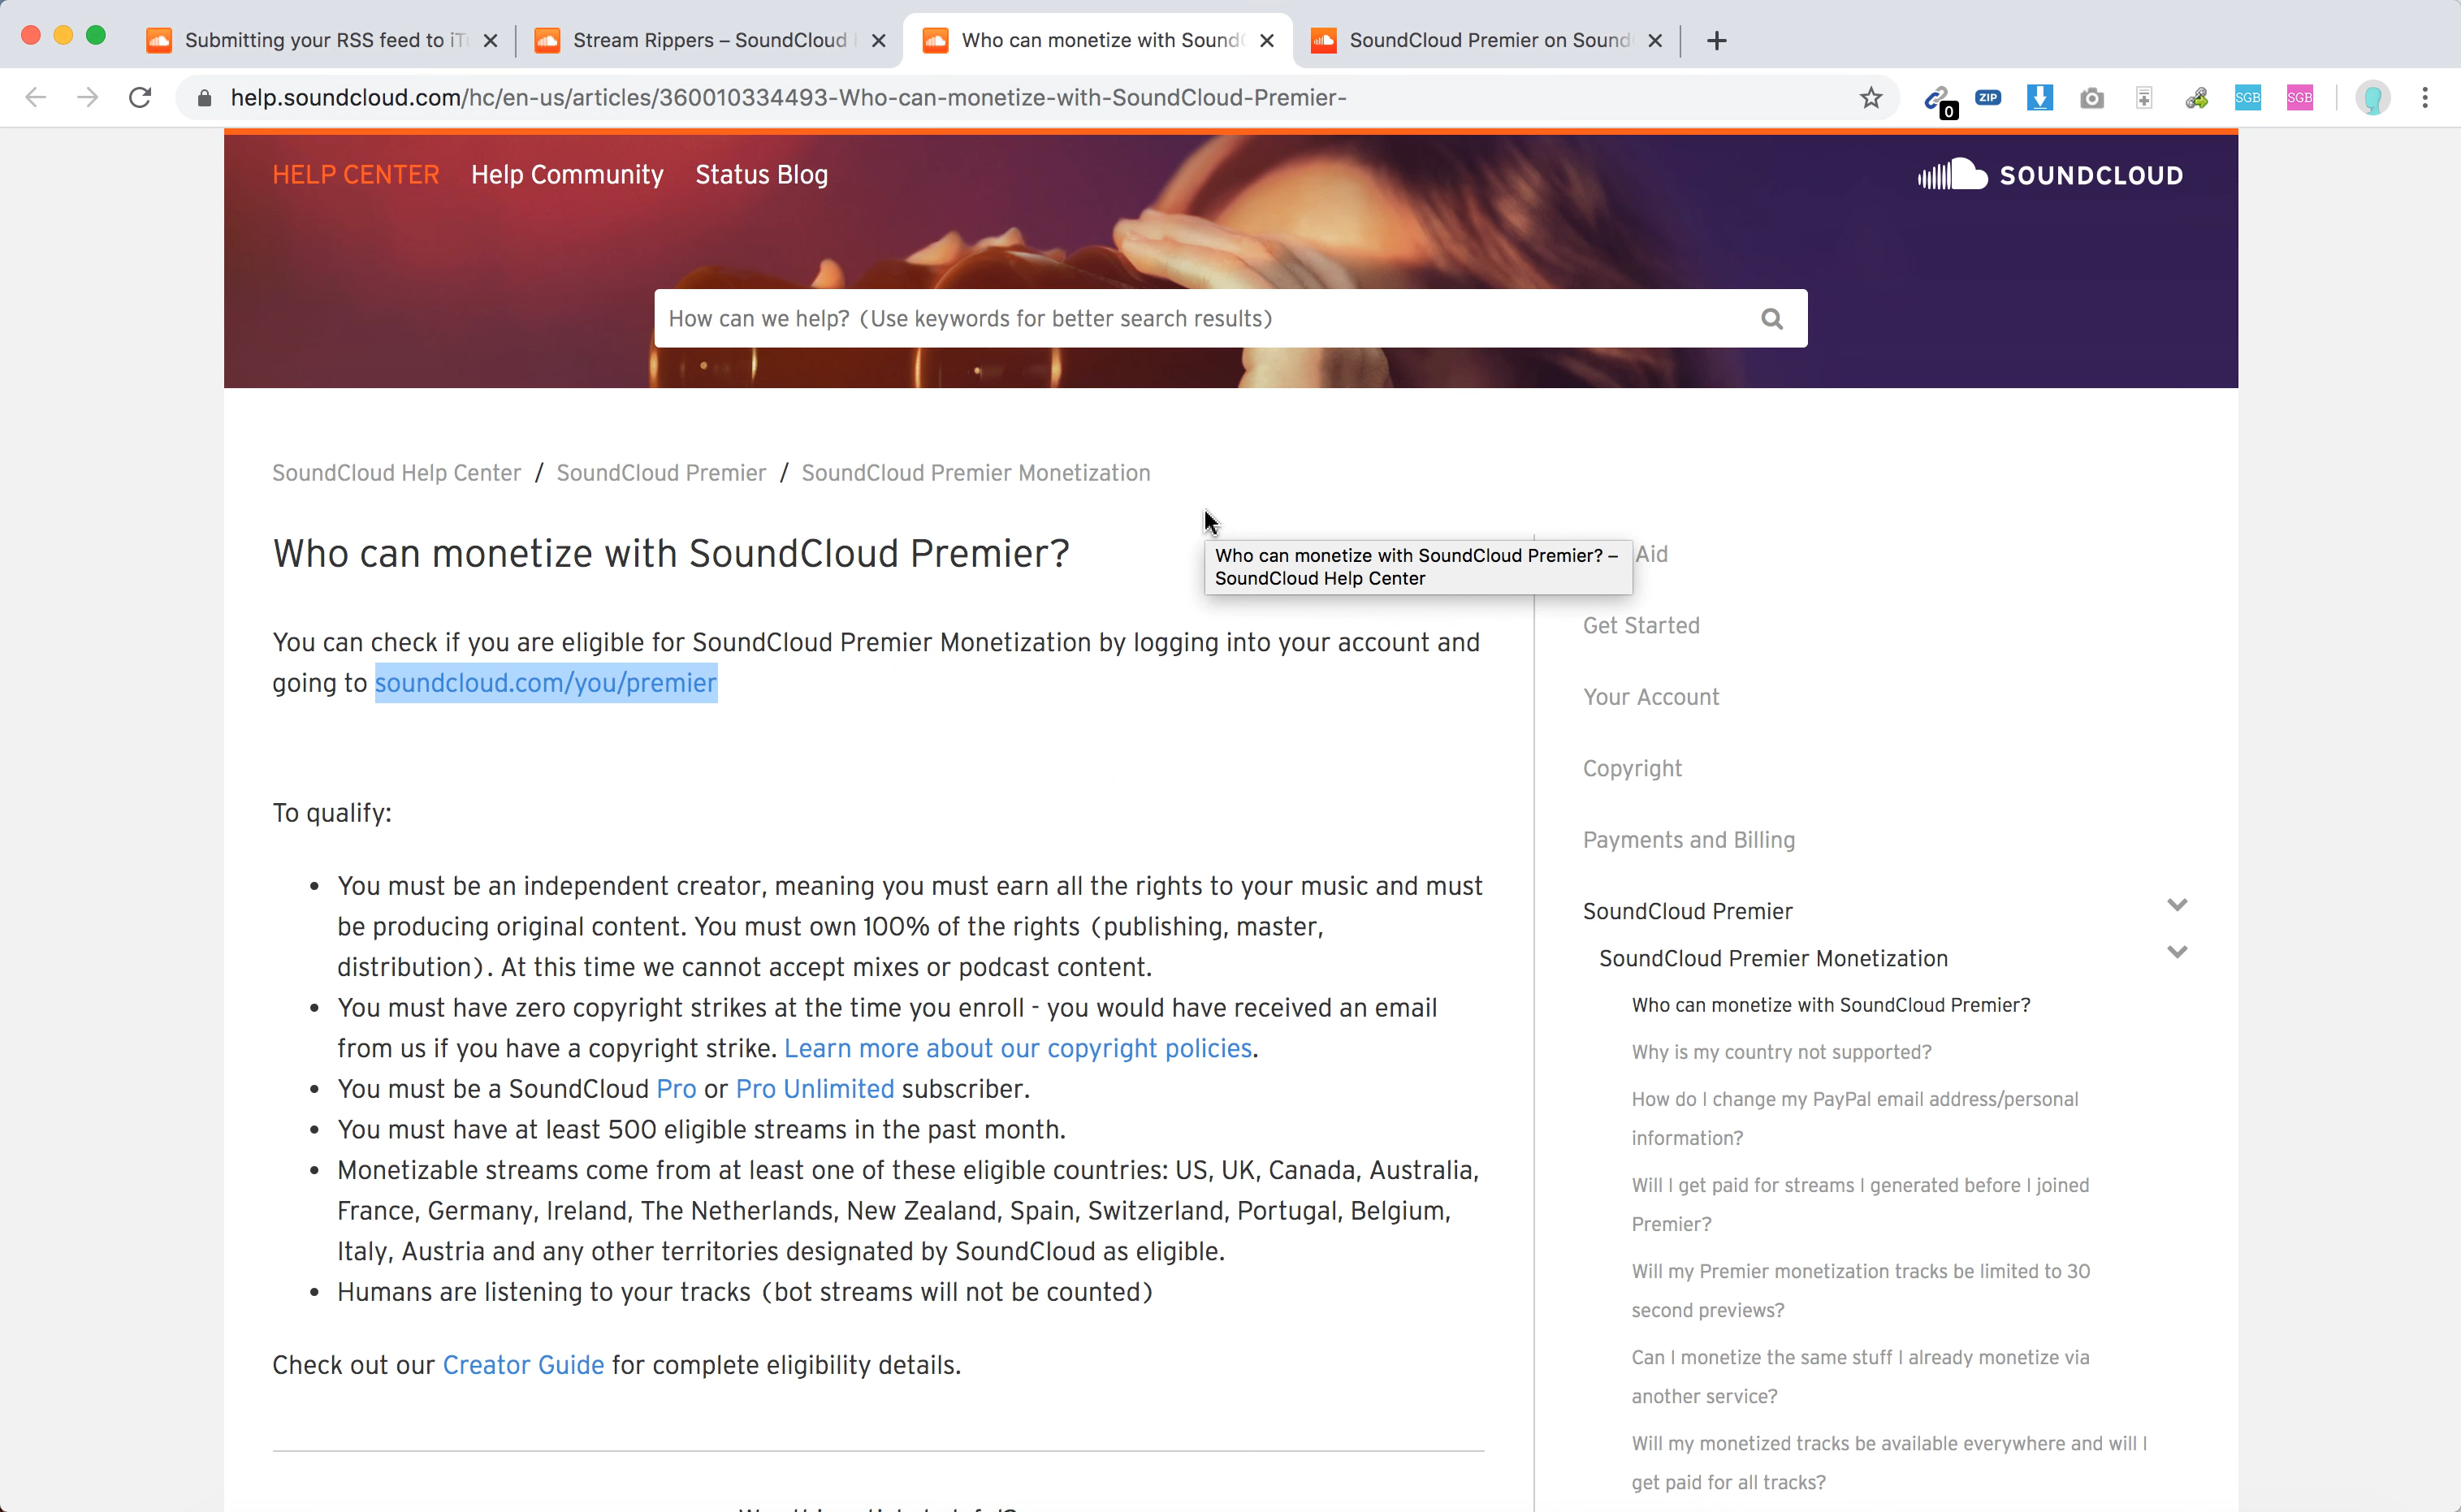 Submitting your RSS feed to iTu
Stream Rippers – SoundCloud
Who can monetize with SoundC
SoundCloud Premier on Sound
help.soundcloud.com/hc/en-us/articles/360010334493-Who-can-monetize-with-SoundCloud-Premier-
0
ZIP
SGB
SGB
HELP CENTER
Help Community
Status Blog
SOUNDCLOUD
How can we help? (Use keywords for better search results)
SoundCloud Help Center / SoundCloud Premier / SoundCloud Premier Monetization
Who can monetize with SoundCloud Premier?
Who can monetize with SoundCloud Premier? –
SoundCloud Help Center
You can check if you are eligible for SoundCloud Premier Monetization by logging into your account and
going to soundcloud.com/you/premier
To qualify:
• You must be an independent creator, meaning you must earn all the rights to your music and must
be producing original content. You must own 100% of the rights (publishing, master,
distribution). At this time we cannot accept mixes or podcast content.
• You must have zero copyright strikes at the time you enroll - you would have received an email
from us if you have a copyright strike. Learn more about our copyright policies.
• You must be a SoundCloud Pro or Pro Unlimited subscriber.
• You must have at least 500 eligible streams in the past month.
• Monetizable streams come from at least one of these eligible countries: US, UK, Canada, Australia,
France, Germany, Ireland, The Netherlands, New Zealand, Spain, Switzerland, Portugal, Belgium,
Italy, Austria and any other territories designated by SoundCloud as eligible.
• Humans are listening to your tracks (bot streams will not be counted)
Check out our Creator Guide for complete eligibility details.
Aid
Get Started
Your Account
Copyright
Payments and Billing
SoundCloud Premier
SoundCloud Premier Monetization
Who can monetize with SoundCloud Premier?
Why is my country not supported?
How do I change my PayPal email address/personal
information?
Will I get paid for streams I generated before I joined
Premier?
Will my Premier monetization tracks be limited to 30
second previews?
Can I monetize the same stuff I already monetize via
another service?
Will my monetized tracks be available everywhere and will I
get paid for all tracks?